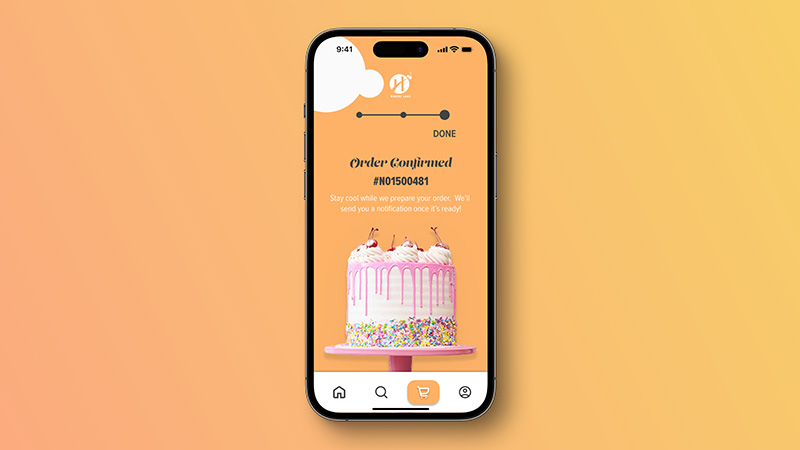 9:41
DONE
Order Confirmed
#N01500481
Stay cool while we prepare your order. We'll
send you a notification once it's ready!